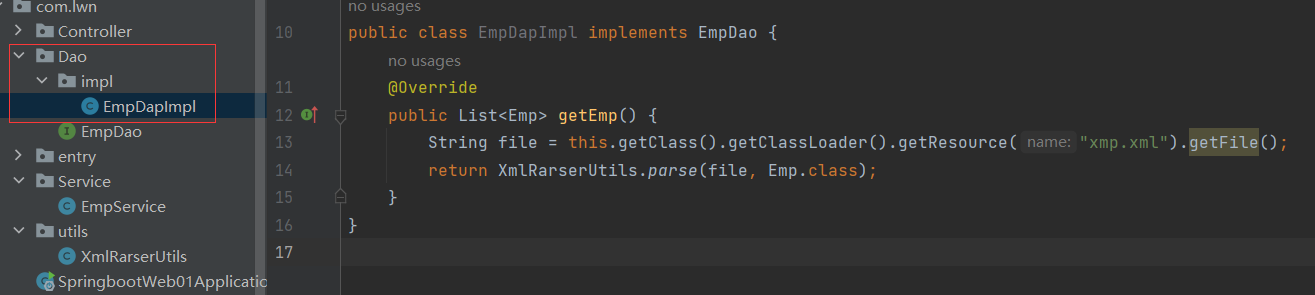 com.lwn
Controller
Dao
impl
EmpDapImpl
EmpDao
entry
Service
EmpService
utils
XmlRarserUtils
SpringbootWeb01Applicatio
no usages
10 public class EmpDapImpl implements EmpDao {
no usages
11 @Override
12 public List<Emp> getEmp() {
13 String file = this.getClass().getClassLoader().getResource( name: "xmp.xml").getFile();
14 return XmlRarserUtils.parse(file, Emp.class);
15 }
16 }
17